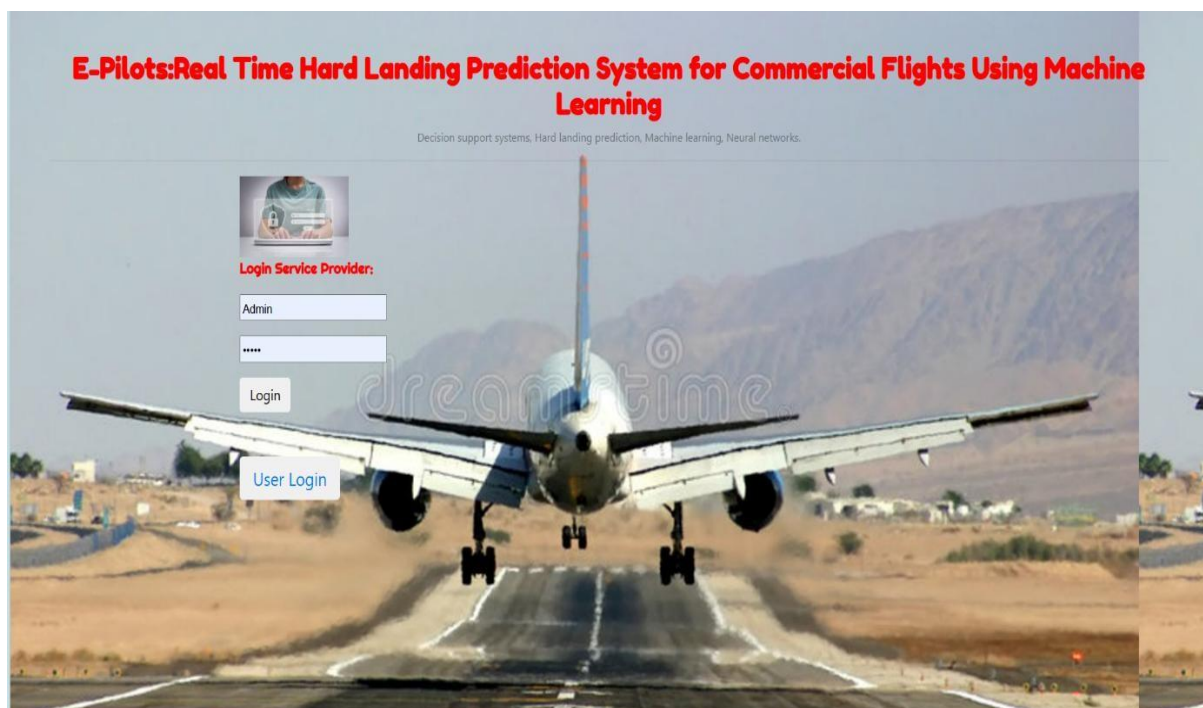 E-Pilots:Real Time Hard Landing Prediction System for Commercial Flights Using Machine
Learning
Decision support systems, Hard landing prediction, Machine learning, Neural networks.
Login Service Provider:
Admin
•••••
Login
dreamstime
User Login